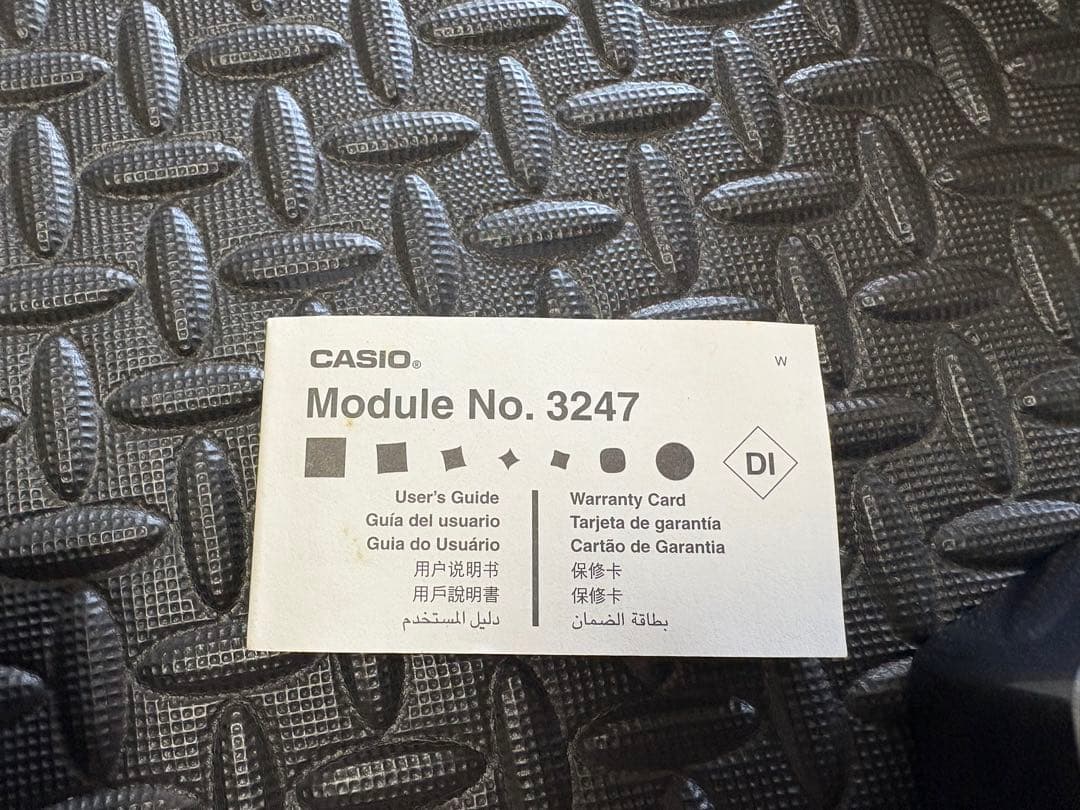 CASIO®
W
Module No. 3247
DI
User's Guide
Guía del usuario
Guia do Usuário
用户说明书
用戶說明書
دليل المستخدم
Warranty Card
Tarjeta de garantía
Cartão de Garantia
保修卡
保修卡
بطاقة الضمان